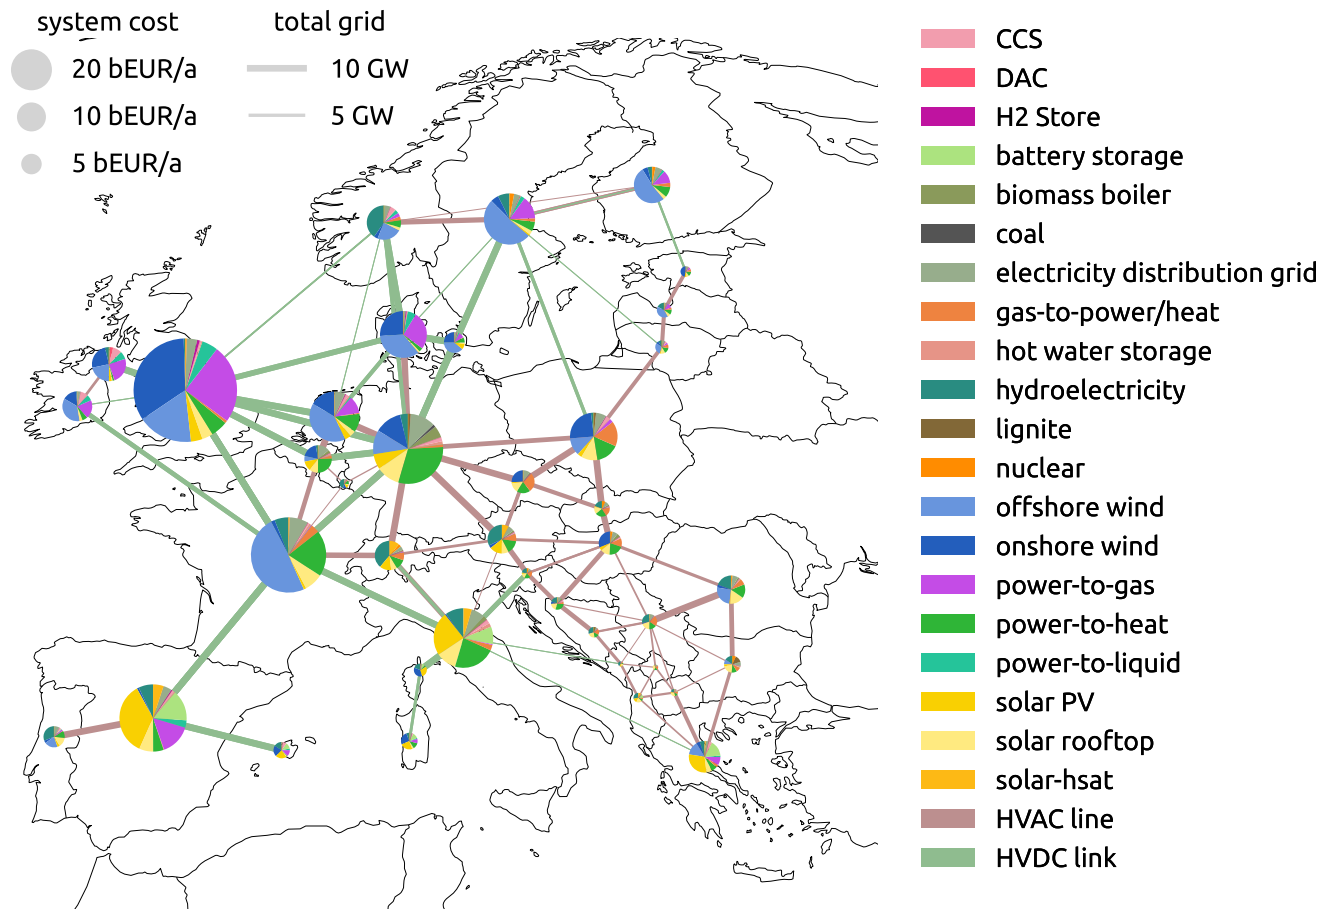 system cost
20 bEUR/a
10 bEUR/a
5 bEUR/a
total grid
10 GW
5 GW
CCS
DAC
H2 Store
battery storage
biomass boiler
coal
electricity distribution grid
gas-to-power/heat
hot water storage
hydroelectricity
lignite
nuclear
offshore wind
onshore wind
power-to-gas
power-to-heat
power-to-liquid
solar PV
solar rooftop
solar-hsat
HVAC line
HVDC link